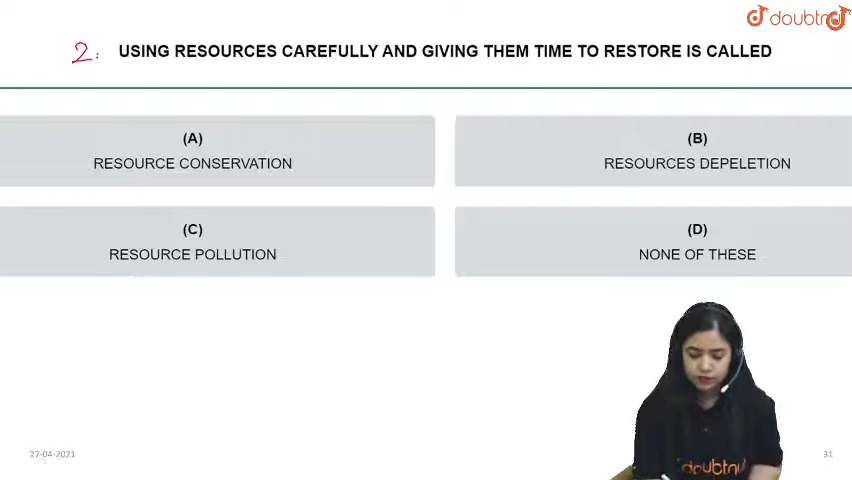 doubtnut
2. USING RESOURCES CAREFULLY AND GIVING THEM TIME TO RESTORE IS CALLED
(A)
RESOURCE CONSERVATION
(B)
RESOURCES DEPELETION
(C)
RESOURCE POLLUTION
(D)
NONE OF THESE
doubtnut
27-04-2021
31